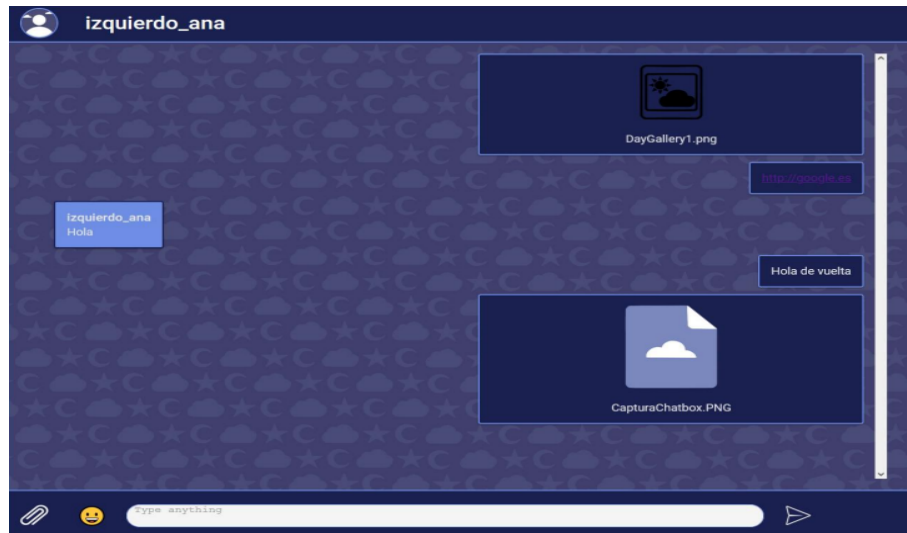 izquierdo_ana
DayGallery1.png
http://google.es
izquierdo_ana
Hola
Hola de vuelta
CapturaChatbox.PNG
Type anything